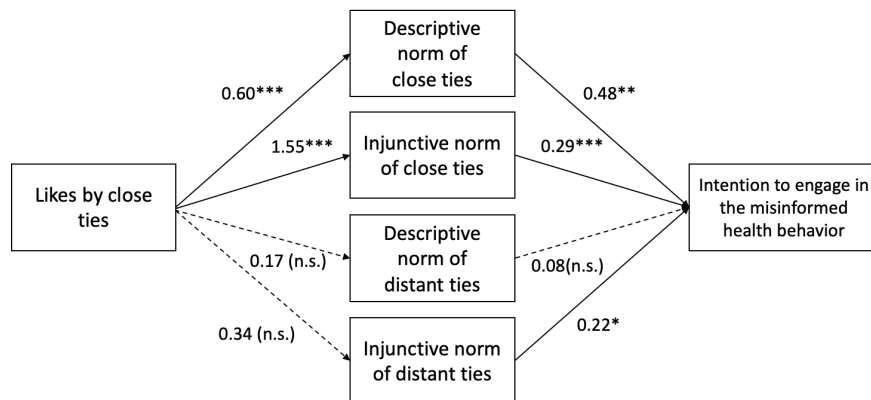 Descriptive
norm of
close ties
0.60***
0.48**
Injunctive norm
of close ties
1.55***
0.29***
Likes by close
ties
Intention to engage in
the misinformed
health behavior
Descriptive
norm of
distant ties
0.17 (n.s.)
0.08(n.s.)
0.34 (n.s.)
0.22*
Injunctive norm
of distant ties